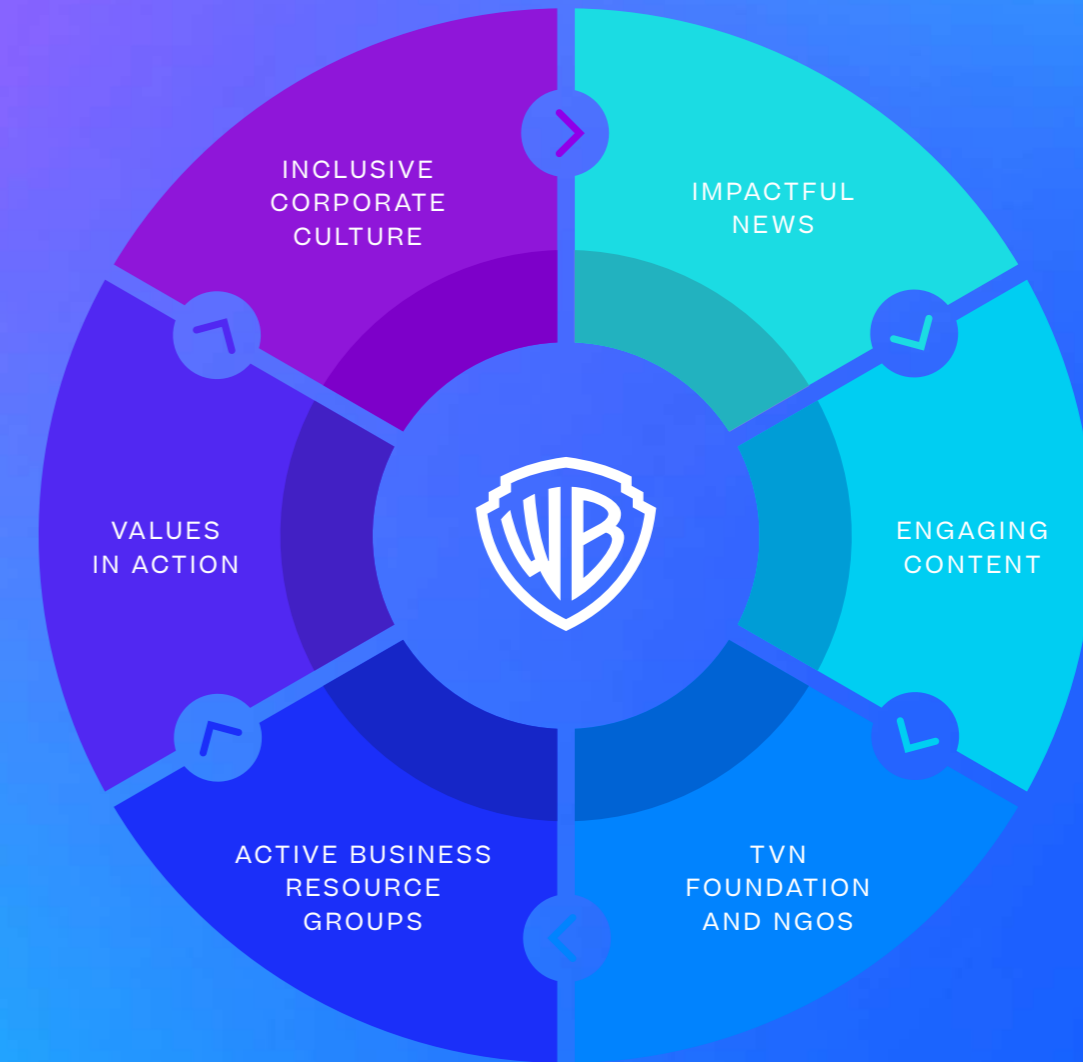 INCLUSIVE
CORPORATE
CULTURE
IMPACTFUL
NEWS
VALUES
IN ACTION
WB
ENGAGING
CONTENT
ACTIVE BUSINESS
RESOURCE
GROUPS
TVN
FOUNDATION
AND NGOS